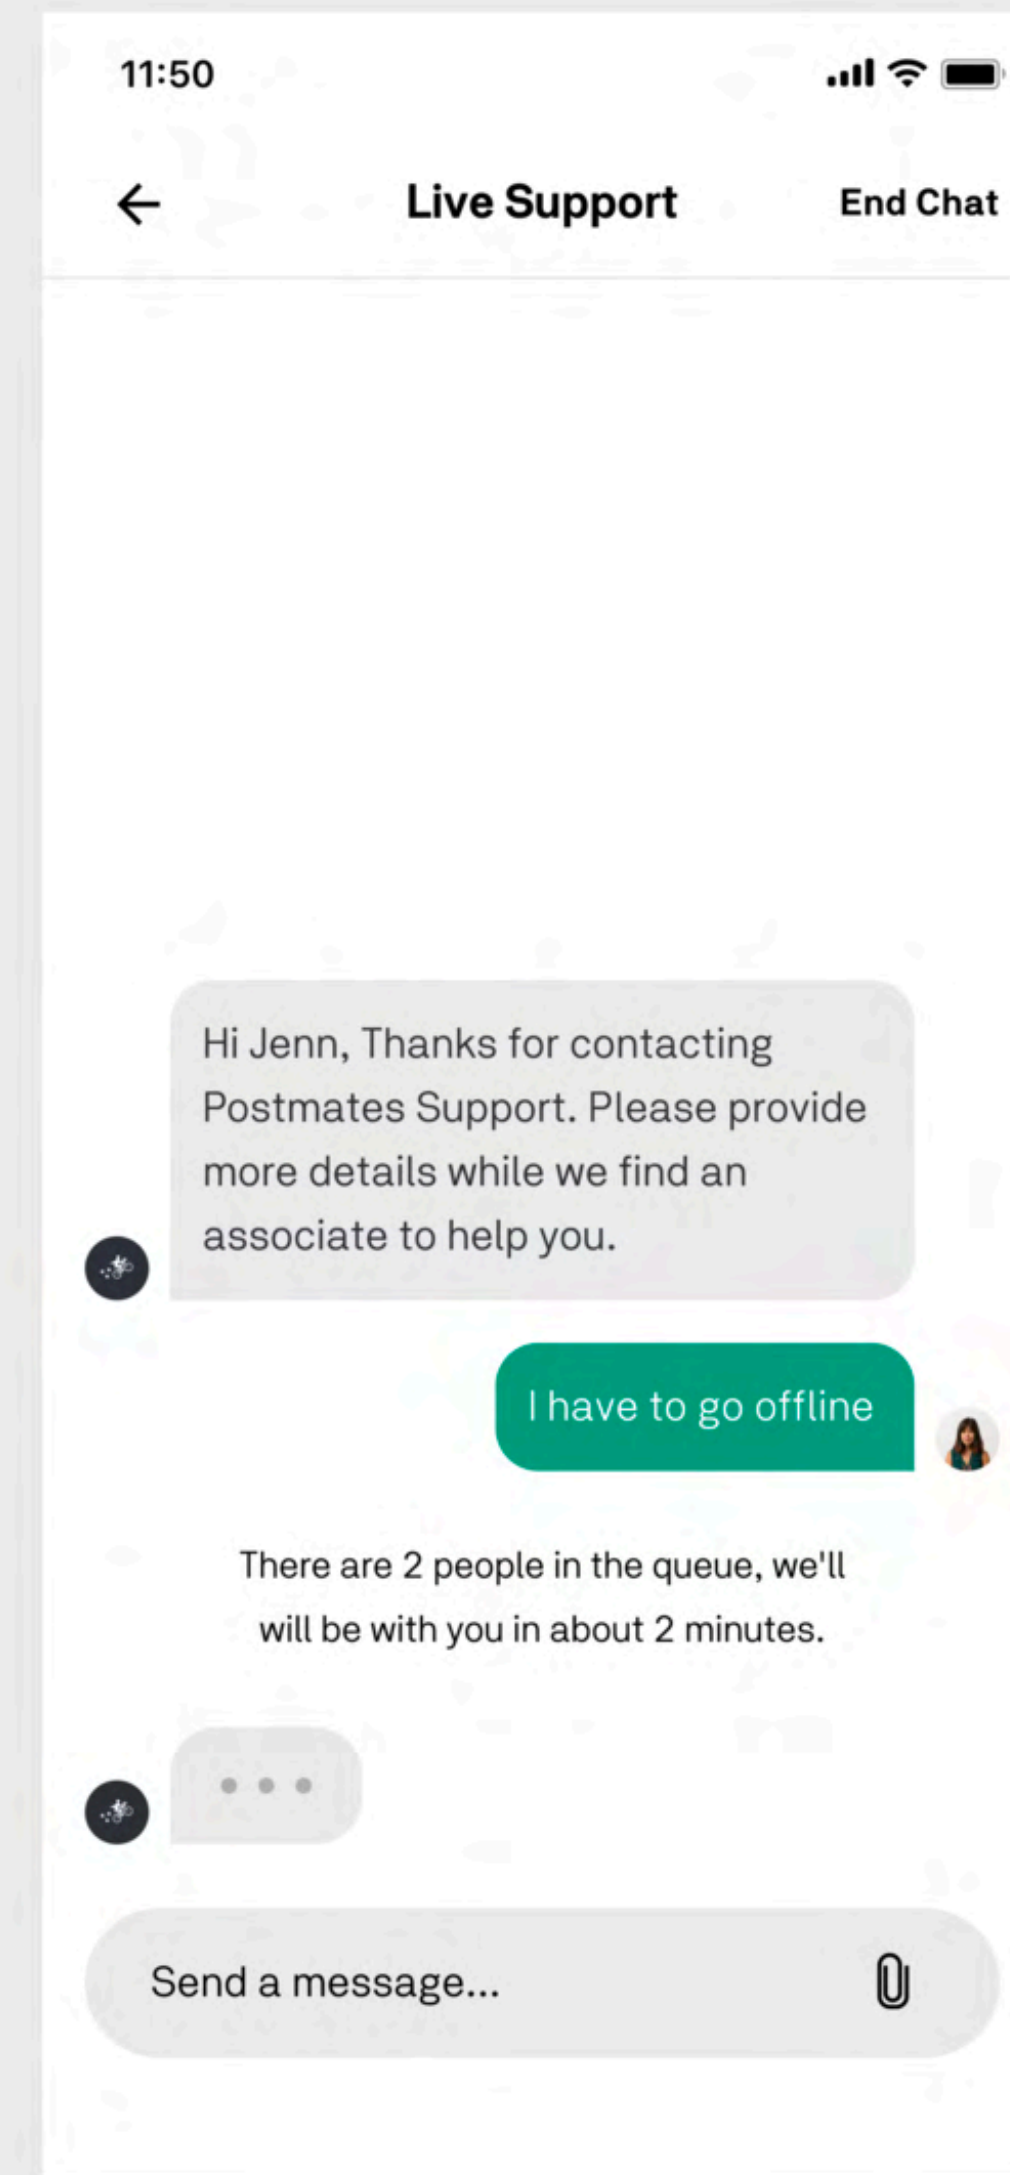 11:50
Live Support
End Chat
Hi Jenn, Thanks for contacting
Postmates Support. Please provide
more details while we find an
associate to help you.
I have to go offline
There are 2 people in the queue, we'll
will be with you in about 2 minutes.
Send a message...